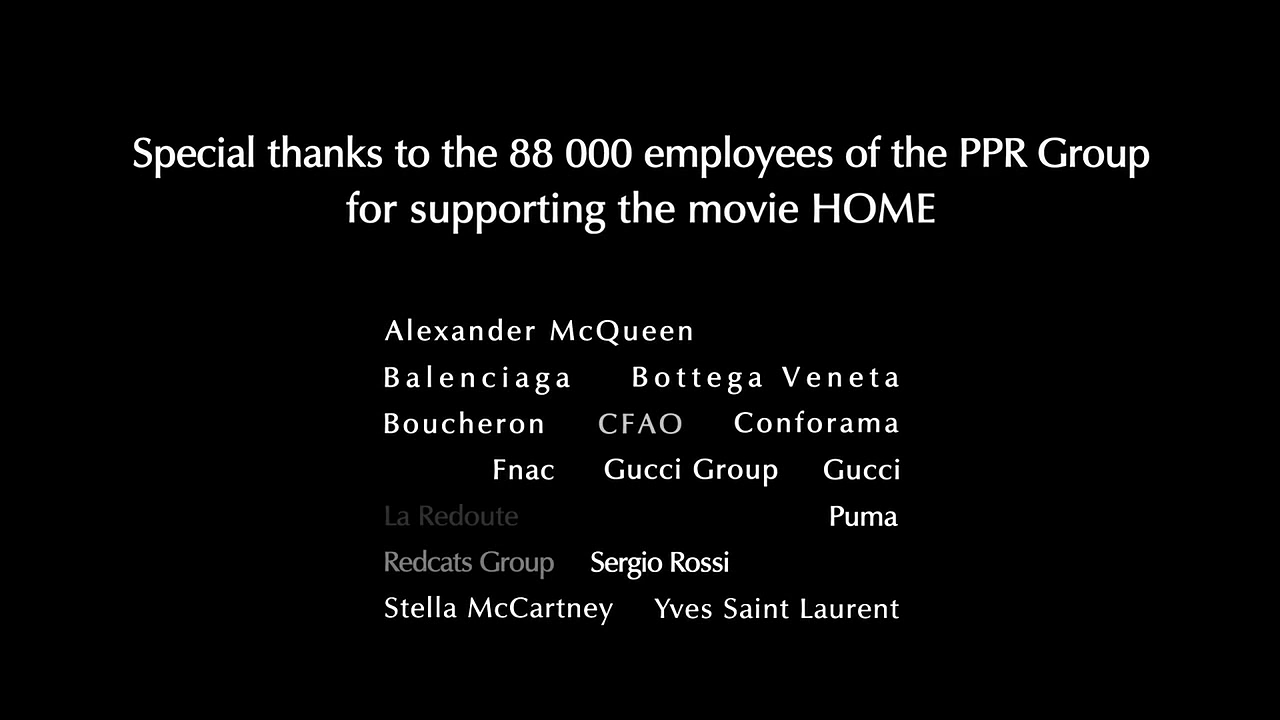 Special thanks to the 88 000 employees of the PPR Group
for supporting the movie HOME
Alexander McQueen
Balenciaga Bottega Veneta
Boucheron CFAO Conforama
Fnac Gucci Group Gucci
La Redoute Puma
Redcats Group Sergio Rossi
Stella McCartney Yves Saint Laurent